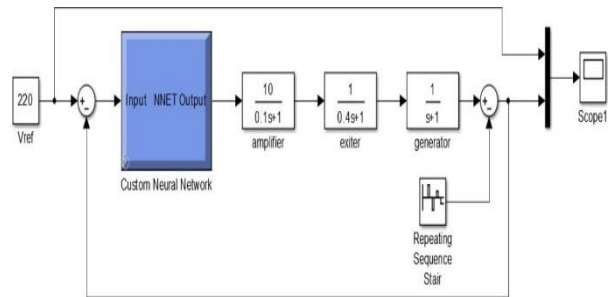 220
Vref
+
-
Input NNET Output
Custom Neural Network
10
0.1s+1
amplifier
1
0.4s+1
exiter
1
s+1
generator
+
-
Repeating
Sequence
Stair
Scope1